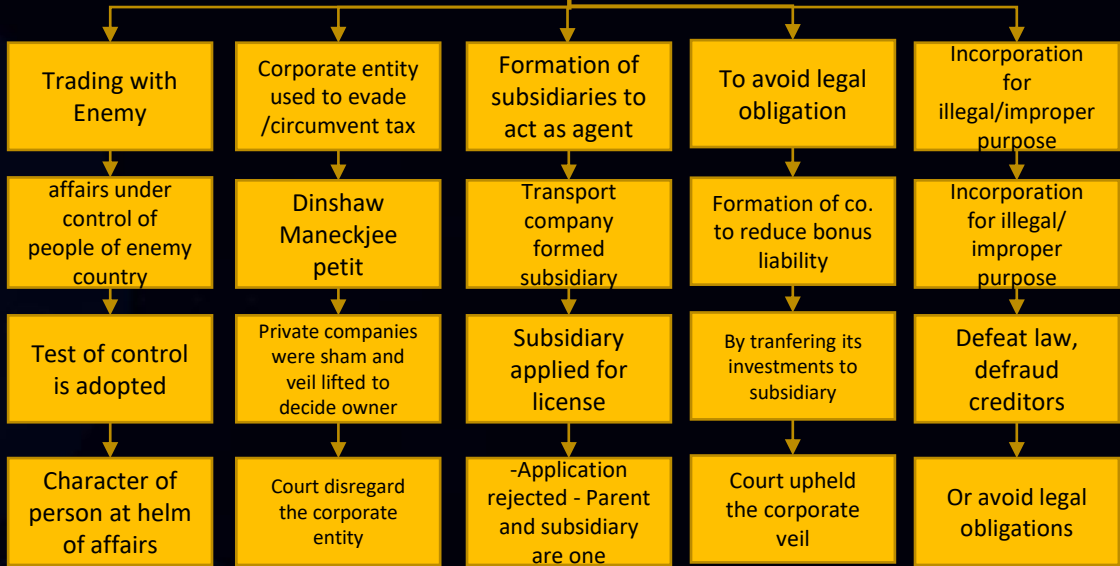 Trading with
Enemy
affairs under
control of
people of enemy
country
Test of control
is adopted
Character of
person at helm
of affairs
Corporate entity
used to evade
/circumvent tax
Dinshaw
Maneckjee
petit
Private companies
were sham and
veil lifted to
decide owner
Court disregard
the corporate
entity
Formation of
subsidiaries to
act as agent
Transport
company
formed
subsidiary
Subsidiary
applied for
license
-Application
rejected - Parent
and subsidiary
are one
To avoid legal
obligation
Formation of co.
to reduce bonus
liability
By tranfering its
investments to
subsidiary
Court upheld
the corporate
veil
Incorporation
for
illegal/improper
purpose
Incorporation
for illegal/
improper
purpose
Defeat law,
defraud
creditors
Or avoid legal
obligations